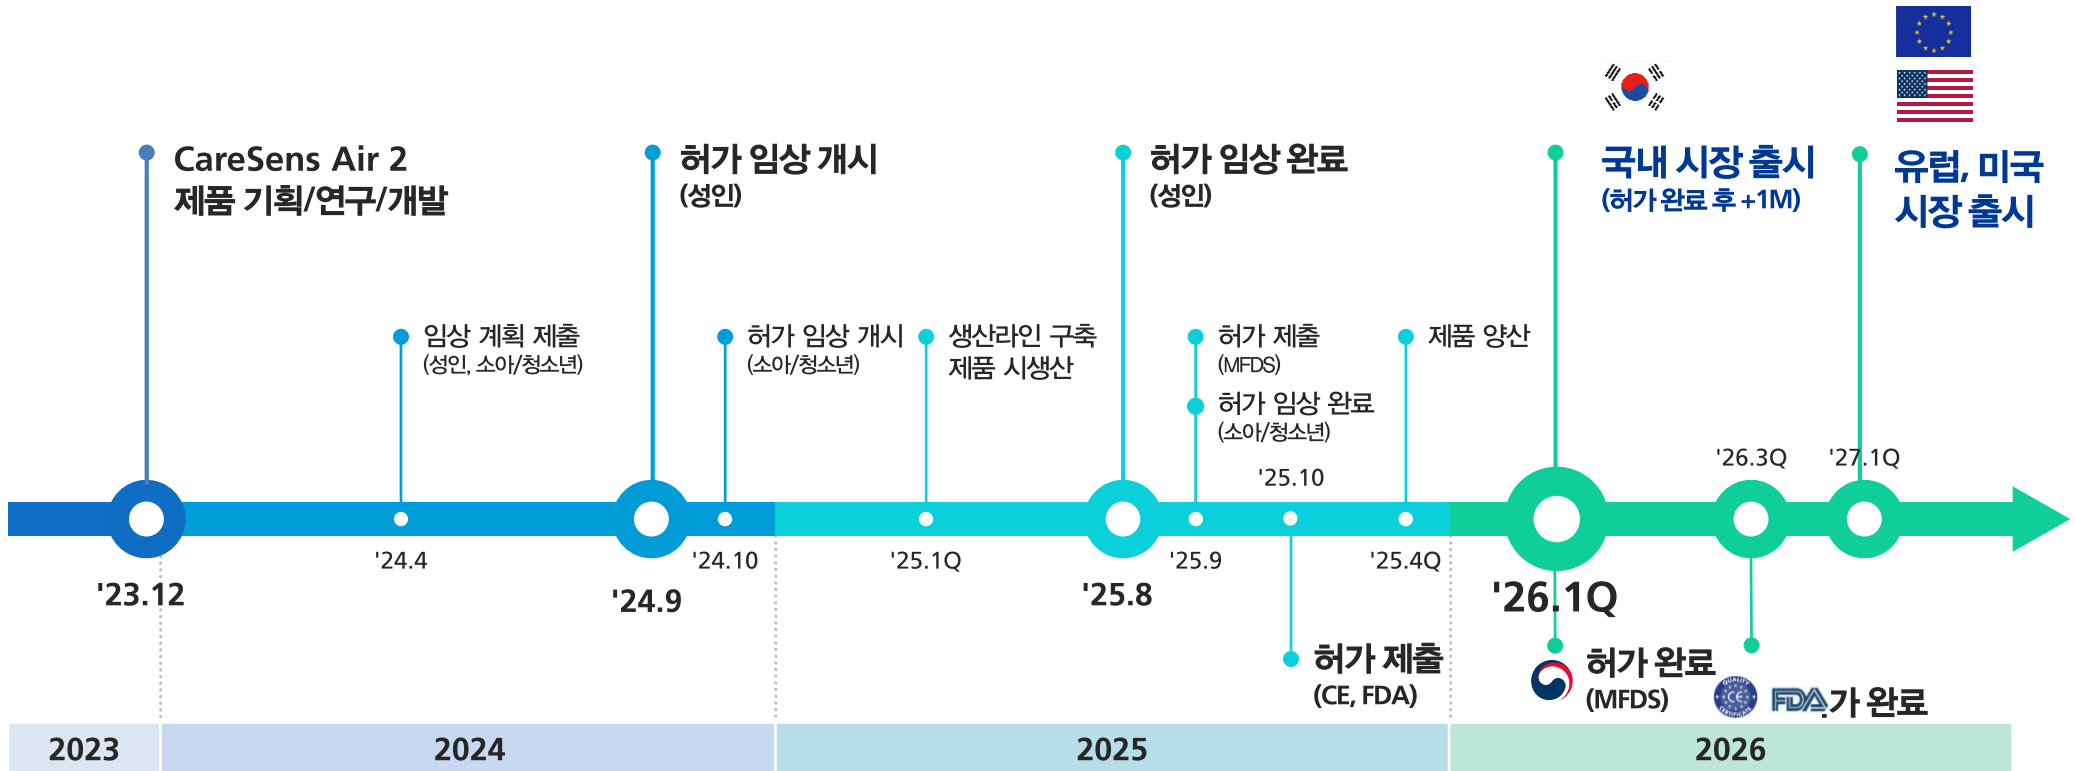 CareSens Air 2
제품 기획/연구/개발
허가 임상 개시
(성인)
허가 임상 완료
(성인)
국내 시장 출시
(허가 완료 후 +1M)
유럽, 미국
시장 출시
임상 계획 제출
(성인, 소아/청소년)
허가 임상 개시
(소아/청소년)
생산라인 구축
제품 시생산
허가 제출
(MFDS)
허가 임상 완료
(소아/청소년)
제품 양산
'25.10
'26.3Q
'27.1Q
'23.12
'24.4
'24.9
'24.10
'25.1Q
'25.8
'25.9
'25.4Q
'26.1Q
허가 제출
(CE, FDA)
허가 완료
(MFDS)
QUALITY
CE
CERTIFICATE
FDA
가 완료
2023
2024
2025
2026